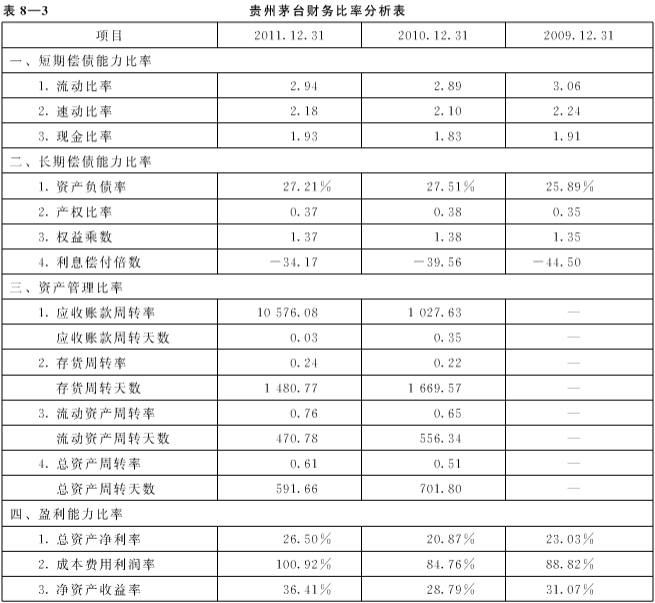 表 8—3 贵州茅台财务比率分析表
项目 2011.12.31 2010.12.31 2009.12.31
一、短期偿债能力比率
1. 流动比率 2.94 2.89 3.06
2. 速动比率 2.18 2.10 2.24
3. 现金比率 1.93 1.83 1.91
二、长期偿债能力比率
1. 资产负债率 27.21% 27.51% 25.89%
2. 产权比率 0.37 0.38 0.35
3. 权益乘数 1.37 1.38 1.35
4. 利息偿付倍数 －34.17 －39.56 －44.50
三、资产管理比率
1. 应收账款周转率 10 576.08 1 027.63 —
应收账款周转天数 0.03 0.35 —
2. 存货周转率 0.24 0.22 —
存货周转天数 1 480.77 1 669.57 —
3. 流动资产周转率 0.76 0.65 —
流动资产周转天数 470.78 556.34 —
4. 总资产周转率 0.61 0.51 —
总资产周转天数 591.66 701.80 —
四、盈利能力比率
1. 总资产净利率 26.50% 20.87% 23.03%
2. 成本费用利润率 100.92% 84.76% 88.82%
3. 净资产收益率 36.41% 28.79% 31.07%